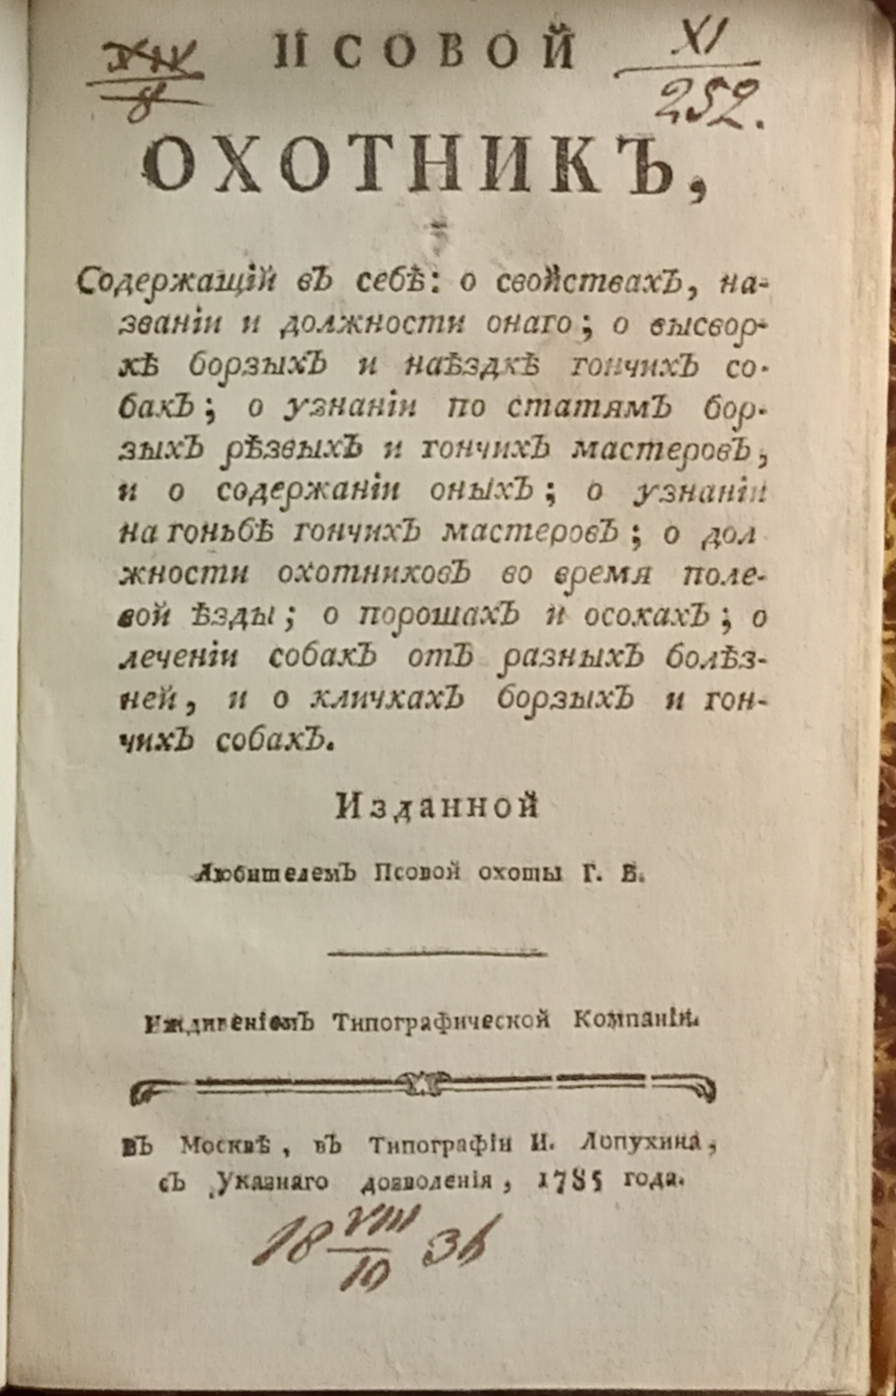 ПСОВОЙ
XI
252.
ОХОТНИКЪ,
Содержащій въ себѣ: о свойствахъ, на-
званіи и должности онаго; о высвор-
кѣ борзыхъ и наѣздкѣ гончихъ со-
бакъ; о узнаніи по статямъ бор-
зыхъ рѣзвыхъ и гончихъ мастеровъ,
и о содержаніи оныхъ; о узнаніи
на гоньбѣ гончихъ мастеровъ; о дол
жности охотниковъ во время поле-
вой ѣзды; о порошахъ и осокахъ; о
леченіи собакъ отъ разныхъ болѣз-
ней, и о кличкахъ борзыхъ и гон-
чихъ собакъ.
Изданной
Любителемъ Псовой охоты Г. Б.
Иждивеніемъ Типографической Компаніи.
Въ Москвѣ, въ Типографіи И. Лопухина,
съ Указнаго дозволенія, 1785 года.
18 VIII/10 36